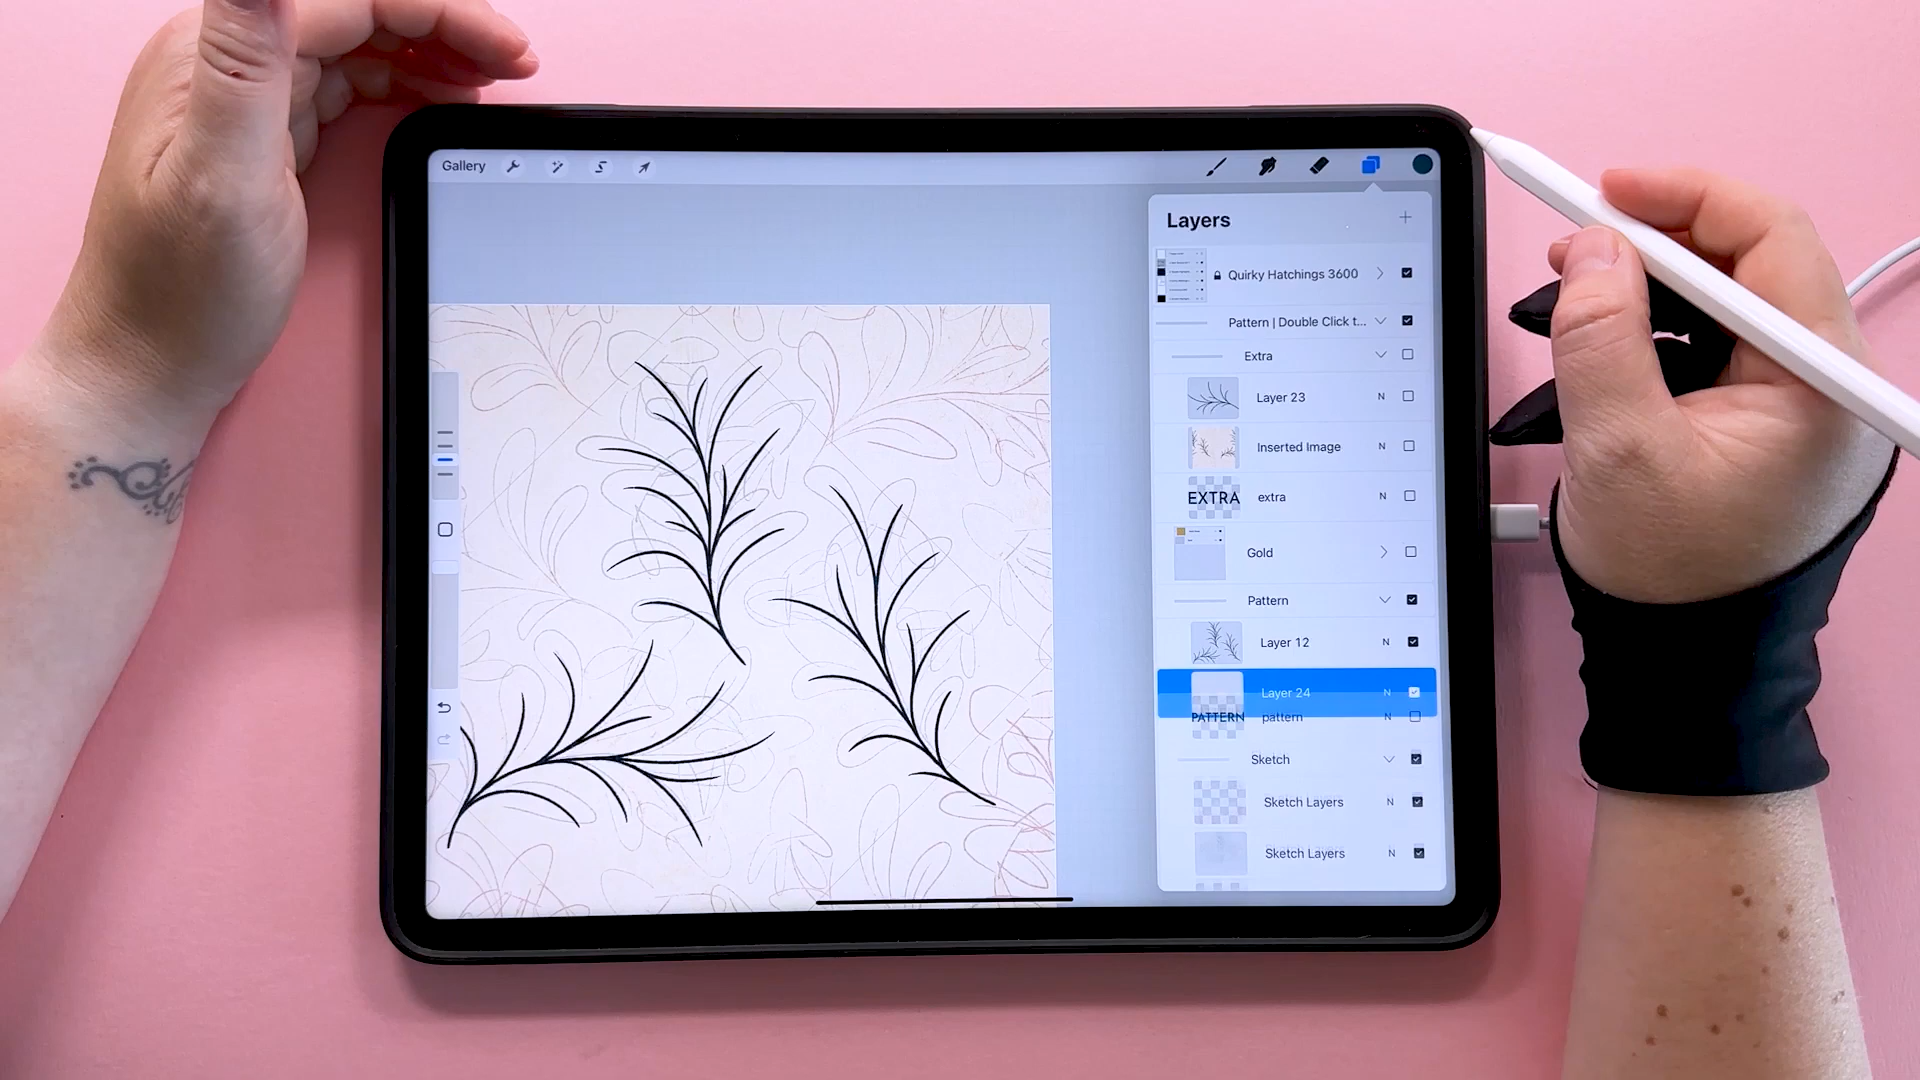 Gallery
Layers
Quirky Hatchings 3600
Pattern | Double Click t...
Extra
Layer 23 N
Inserted Image N
EXTRA extra N
Gold
Pattern
Layer 12 N
Layer 24 N
PATTERN pattern N
Sketch
Sketch Layers N
Sketch Layers N